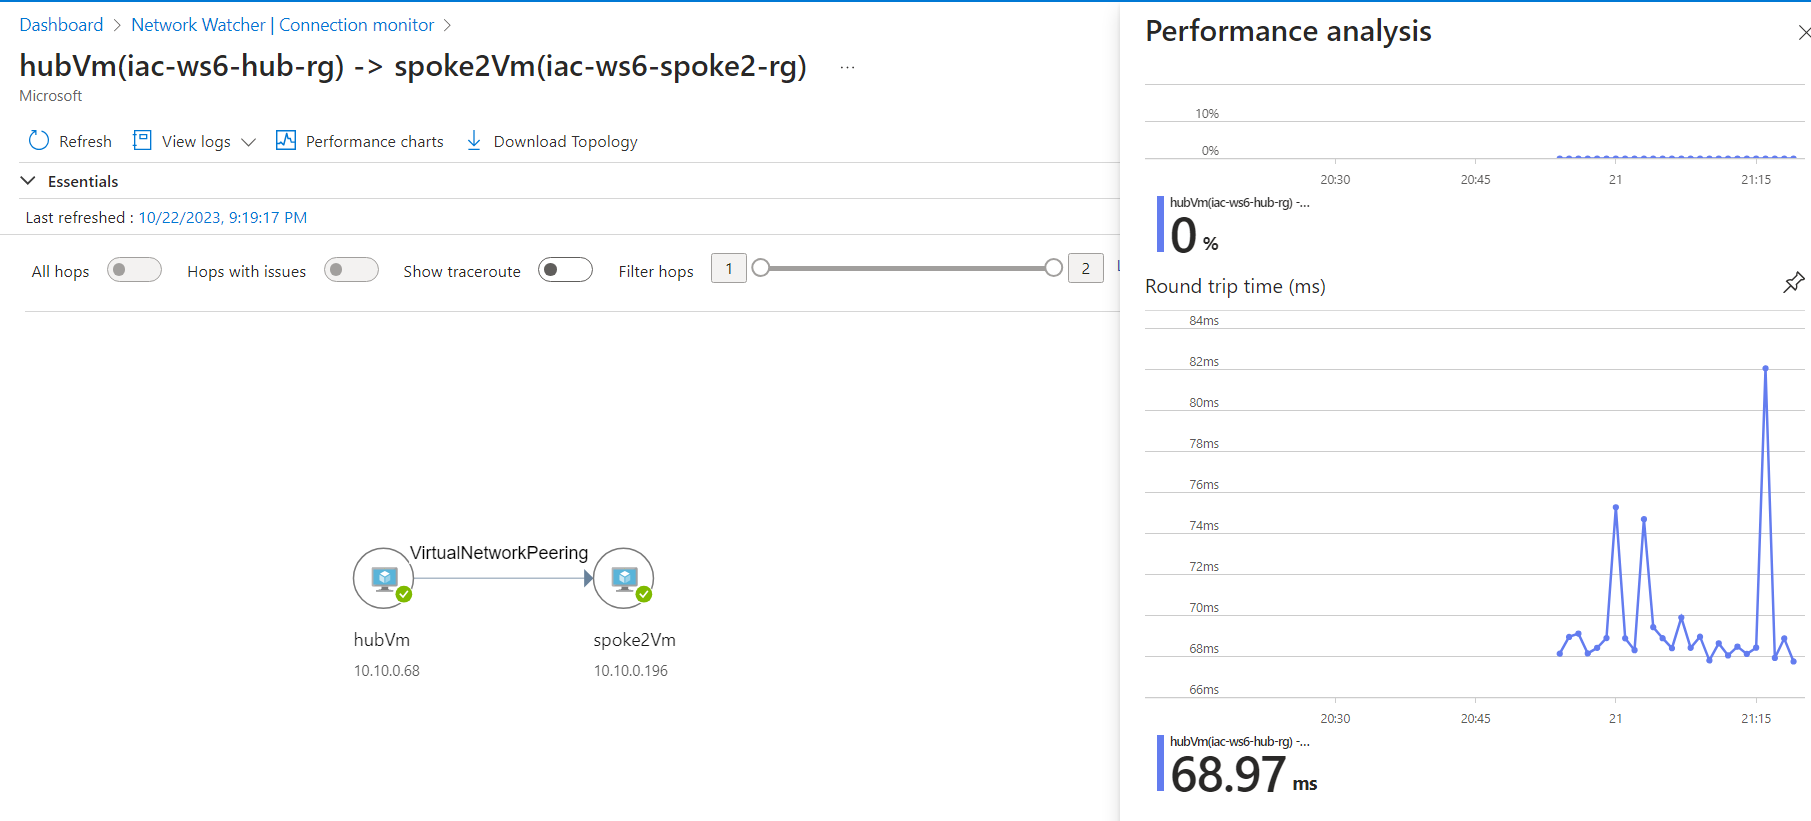 Dashboard > Network Watcher | Connection monitor >
hubVm(iac-ws6-hub-rg) -> spoke2Vm(iac-ws6-spoke2-rg) ...
Microsoft
Refresh View logs Performance charts Download Topology
Essentials
Last refreshed : 10/22/2023, 9:19:17 PM
All hops Hops with issues Show traceroute Filter hops 1 2
VirtualNetworkPeering
hubVm spoke2Vm
10.10.0.68 10.10.0.196
Performance analysis
10%
0%
20:30 20:45 21 21:15
hubVm(iac-ws6-hub-rg) -...
0 %
Round trip time (ms)
84ms
82ms
80ms
78ms
76ms
74ms
72ms
70ms
68ms
66ms
20:30 20:45 21 21:15
hubVm(iac-ws6-hub-rg) -...
68.97 ms